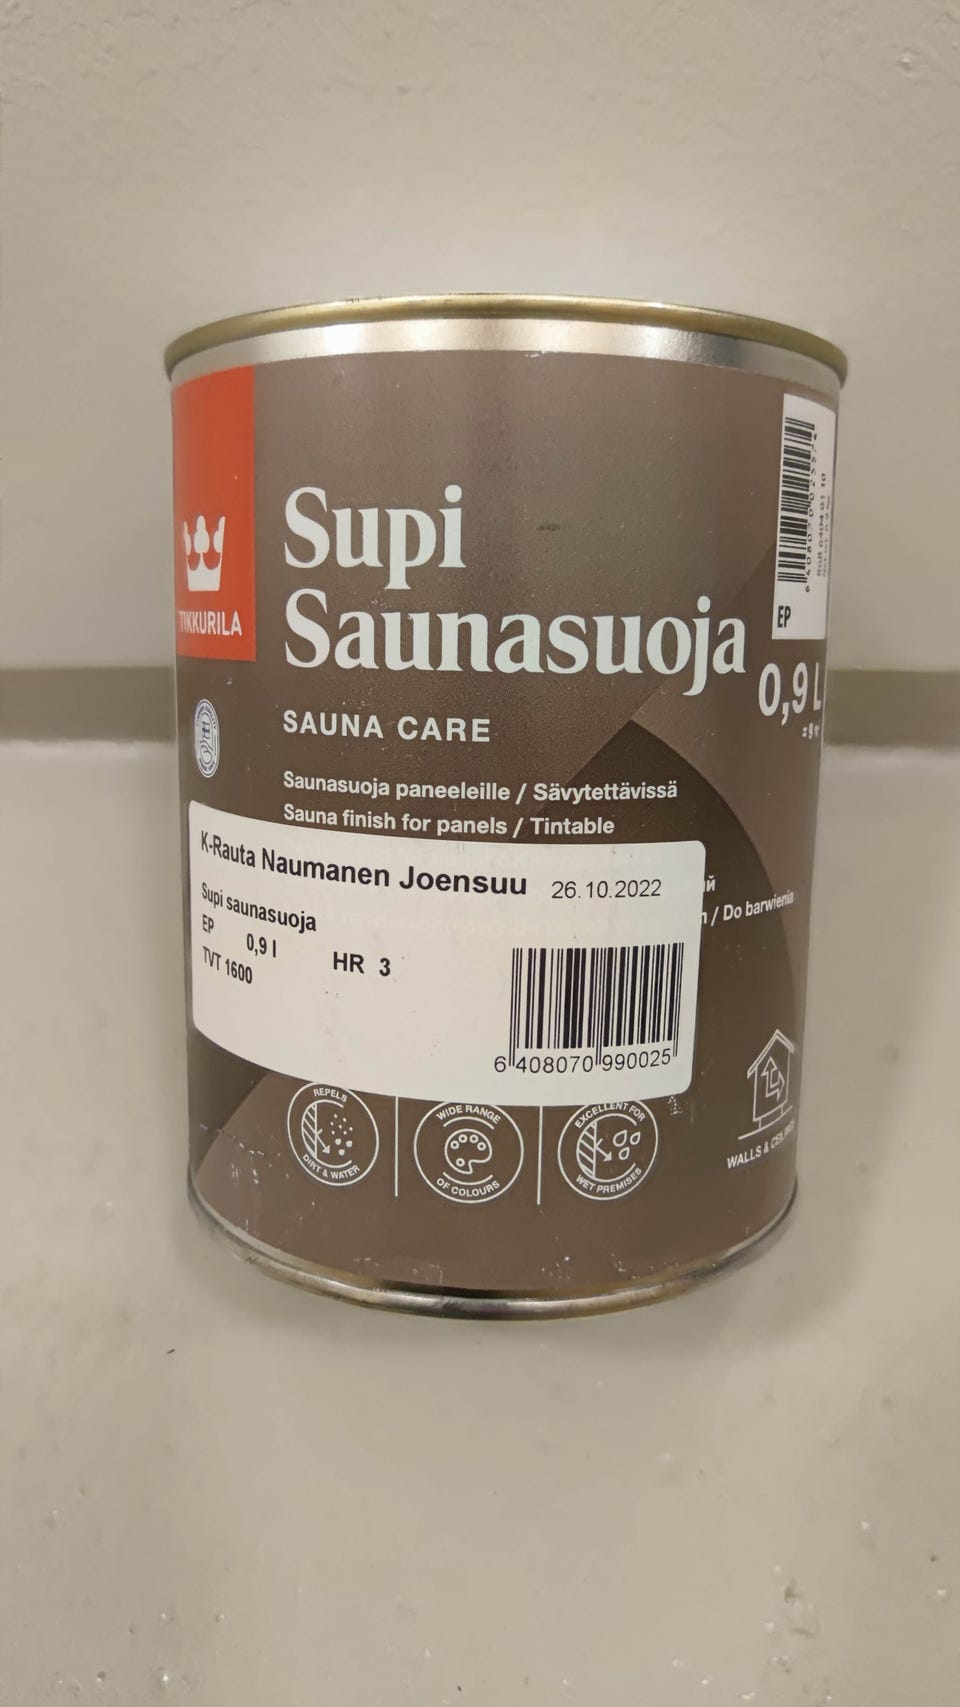 TIKKURILA
Supi
Saunasuoja
SAUNA CARE
Saunasuoja paneeleille / Sävytettävissä
Sauna finish for panels / Tintable
/ Do barwienia
EP
0,9 L
K-Rauta Naumanen Joensuu 26.10.2022
Supi saunasuoja
EP 0,9 l
TVT 1600 HR 3
6 408070 990025
REPELS
DIRT & WATER
WIDE RANGE
OF COLOURS
EXCELLENT FOR
WET PREMISES
WALLS & CEILINGS